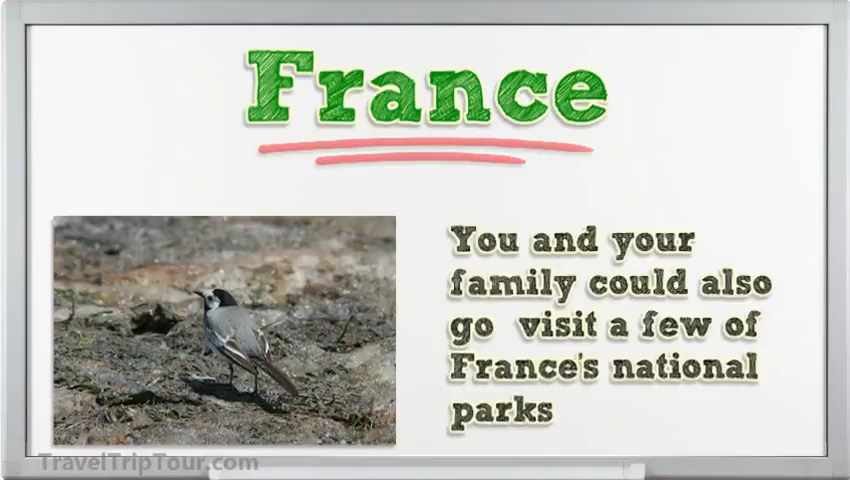 France
You and your
family could also
go visit a few of
France's national
parks
TravelTripTour.com